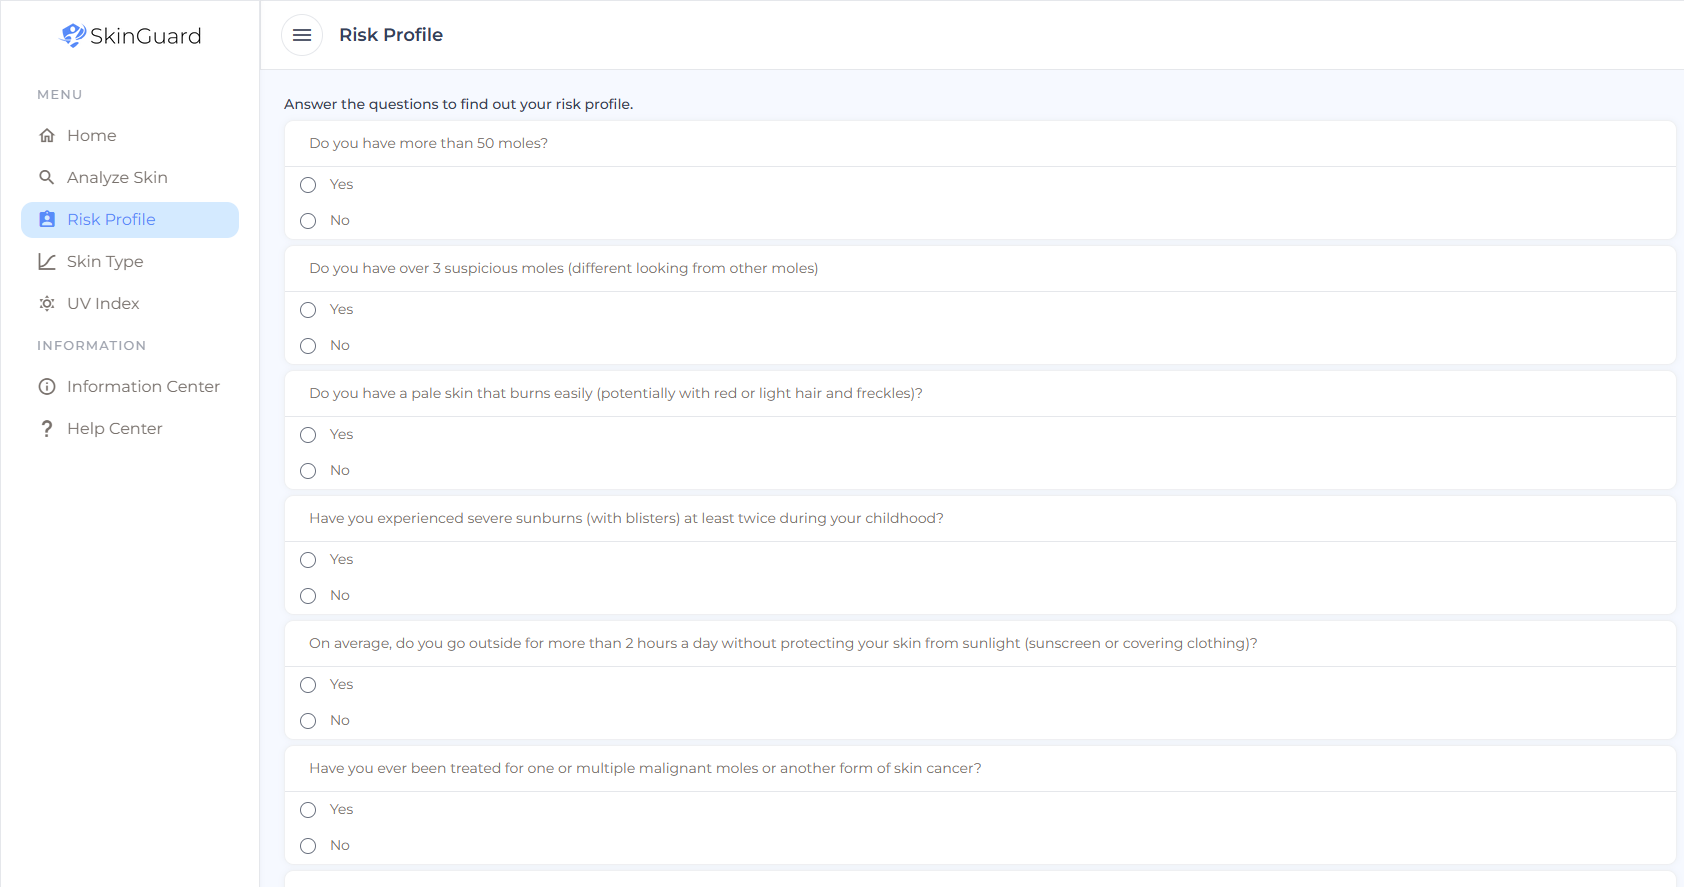 SkinGuard
MENU
Home
Analyze Skin
Risk Profile
Skin Type
UV Index
INFORMATION
Information Center
Help Center
Risk Profile
Answer the questions to find out your risk profile.
Do you have more than 50 moles?
Yes
No
Do you have over 3 suspicious moles (different looking from other moles)
Yes
No
Do you have a pale skin that burns easily (potentially with red or light hair and freckles)?
Yes
No
Have you experienced severe sunburns (with blisters) at least twice during your childhood?
Yes
No
On average, do you go outside for more than 2 hours a day without protecting your skin from sunlight (sunscreen or covering clothing)?
Yes
No
Have you ever been treated for one or multiple malignant moles or another form of skin cancer?
Yes
No